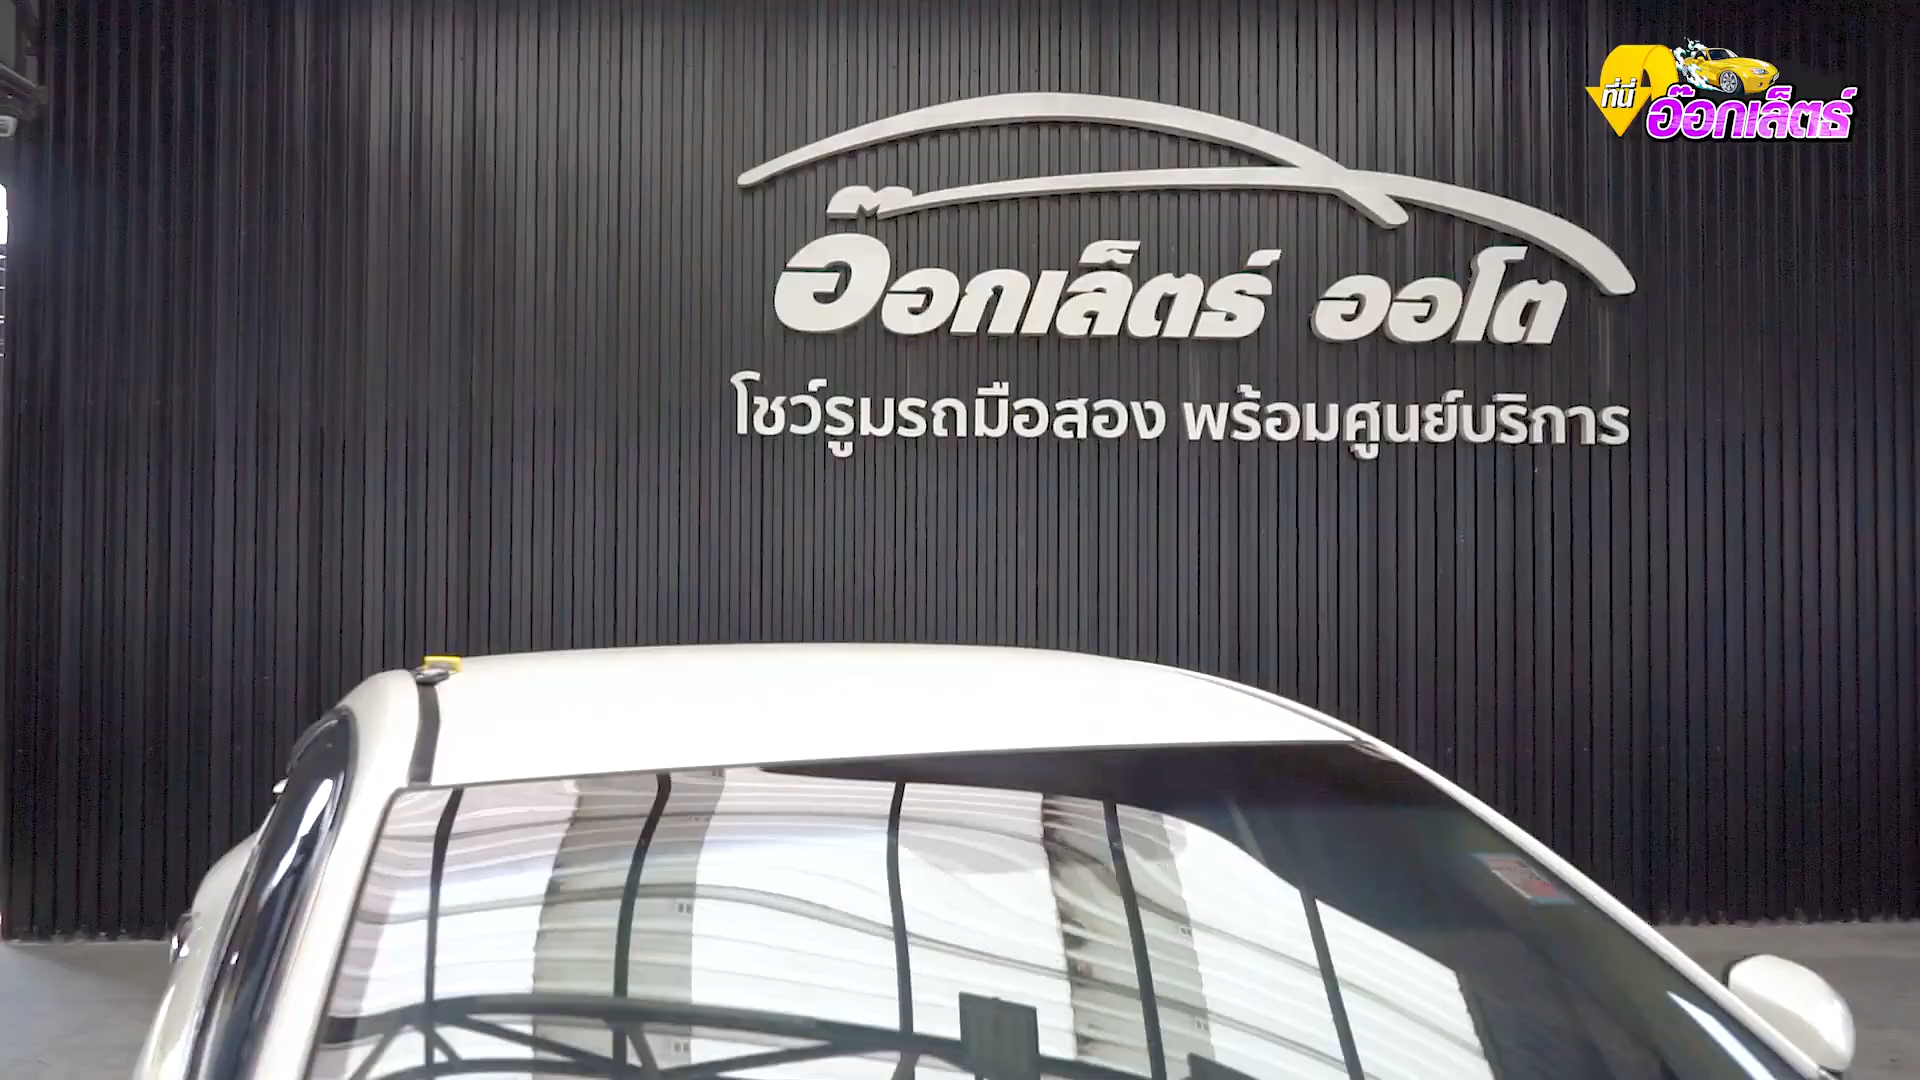 ที่นี่
อ๊อกเล็ตธ์
อ๊อกเล็ตธ์ ออโต
โชว์รูมรถมือสอง พร้อมศูนย์บริการ